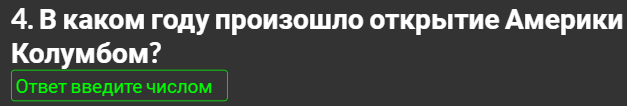 4. В каком году произошло открытие Америки
Колумбом?
Ответ введите числом